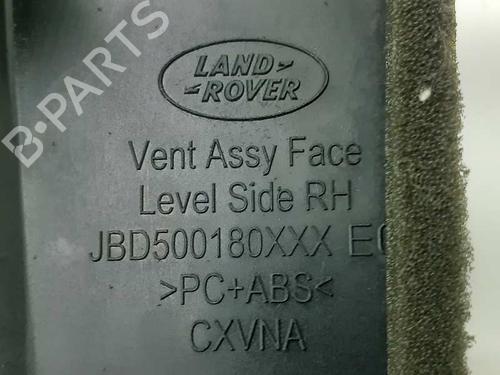 B-PARTS
LAND
ROVER
Vent Assy Face
Level Side RH
JBD500180XXX
>PC+ABS<
CXVNA